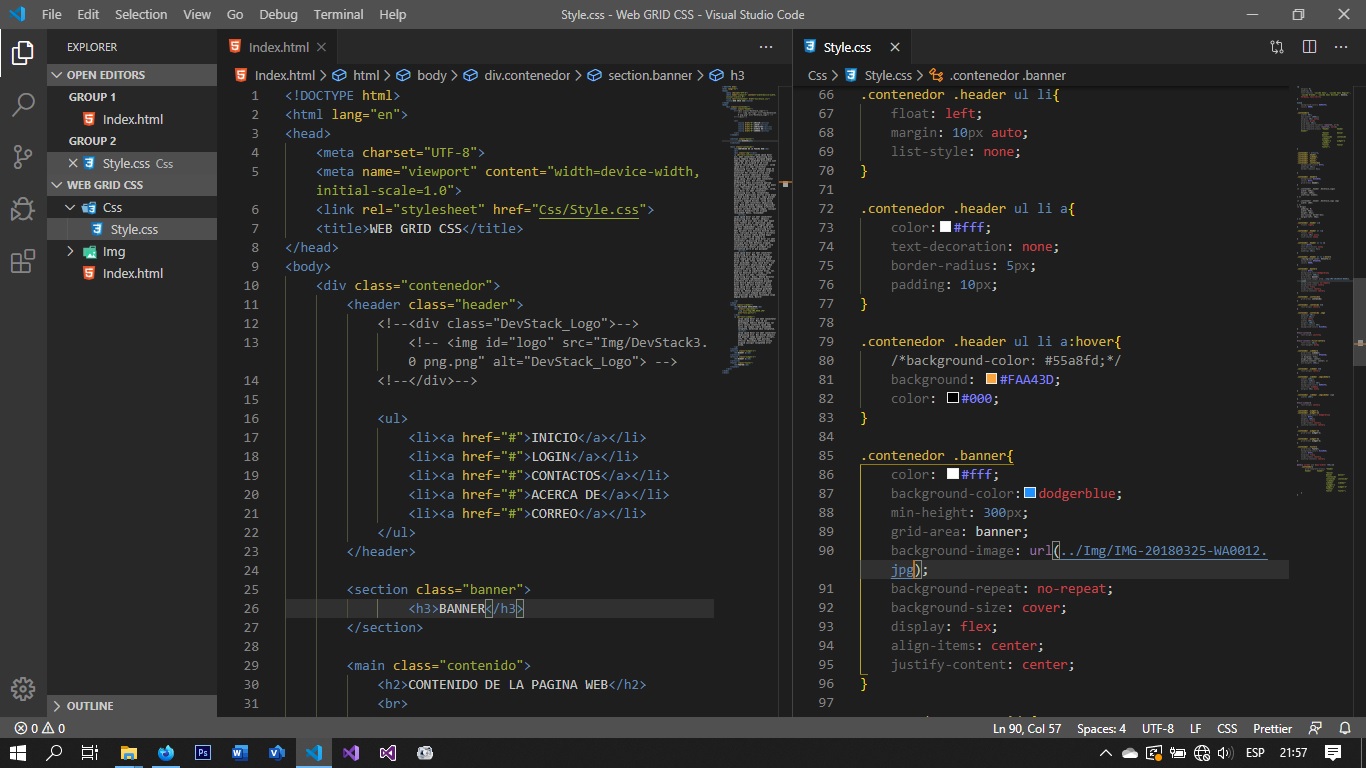 File Edit Selection View Go Debug Terminal Help
Style.css - Web GRID CSS - Visual Studio Code
EXPLORER
OPEN EDITORS
GROUP 1
Index.html
GROUP 2
Style.css Css
WEB GRID CSS
Css
Style.css
Img
Index.html
OUTLINE
Index.html
Index.html > html > body > div.contenedor > section.banner > h3
1 <!DOCTYPE html>
2 <html lang="en">
3 <head>
4 <meta charset="UTF-8">
5 <meta name="viewport" content="width=device-width,
initial-scale=1.0">
6 <link rel="stylesheet" href="Css/Style.css">
7 <title>WEB GRID CSS</title>
8 </head>
9 <body>
10 <div class="contenedor">
11 <header class="header">
12 <!--<div class="DevStack_Logo">-->
13 <!-- <img id="logo" src="Img/DevStack3.
0 png.png" alt="DevStack_Logo"> -->
14 <!--</div>-->
15
16 <ul>
17 <li><a href="#">INICIO</a></li>
18 <li><a href="#">LOGIN</a></li>
19 <li><a href="#">CONTACTOS</a></li>
20 <li><a href="#">ACERCA DE</a></li>
21 <li><a href="#">CORREO</a></li>
22 </ul>
23 </header>
24
25 <section class="banner">
26 <h3>BANNER</h3>
27 </section>
28
29 <main class="contenido">
30 <h2>CONTENIDO DE LA PAGINA WEB</h2>
31 <br>
Style.css
Css > Style.css > .contenedor .banner
66 .contenedor .header ul li{
67 float: left;
68 margin: 10px auto;
69 list-style: none;
70 }
71
72 .contenedor .header ul li a{
73 color: #fff;
74 text-decoration: none;
75 border-radius: 5px;
76 padding: 10px;
77 }
78
79 .contenedor .header ul li a:hover{
80 /*background-color: #55a8fd;*/
81 background: #FAA43D;
82 color: #000;
83 }
84
85 .contenedor .banner{
86 color: #fff;
87 background-color: dodgerblue;
88 min-height: 300px;
89 grid-area: banner;
90 background-image: url(../Img/IMG-20180325-WA0012.
jpg);
91 background-repeat: no-repeat;
92 background-size: cover;
93 display: flex;
94 align-items: center;
95 justify-content: center;
96 }
97
0 0
Ln 90, Col 57 Spaces: 4 UTF-8 LF CSS Prettier
ESP 21:57